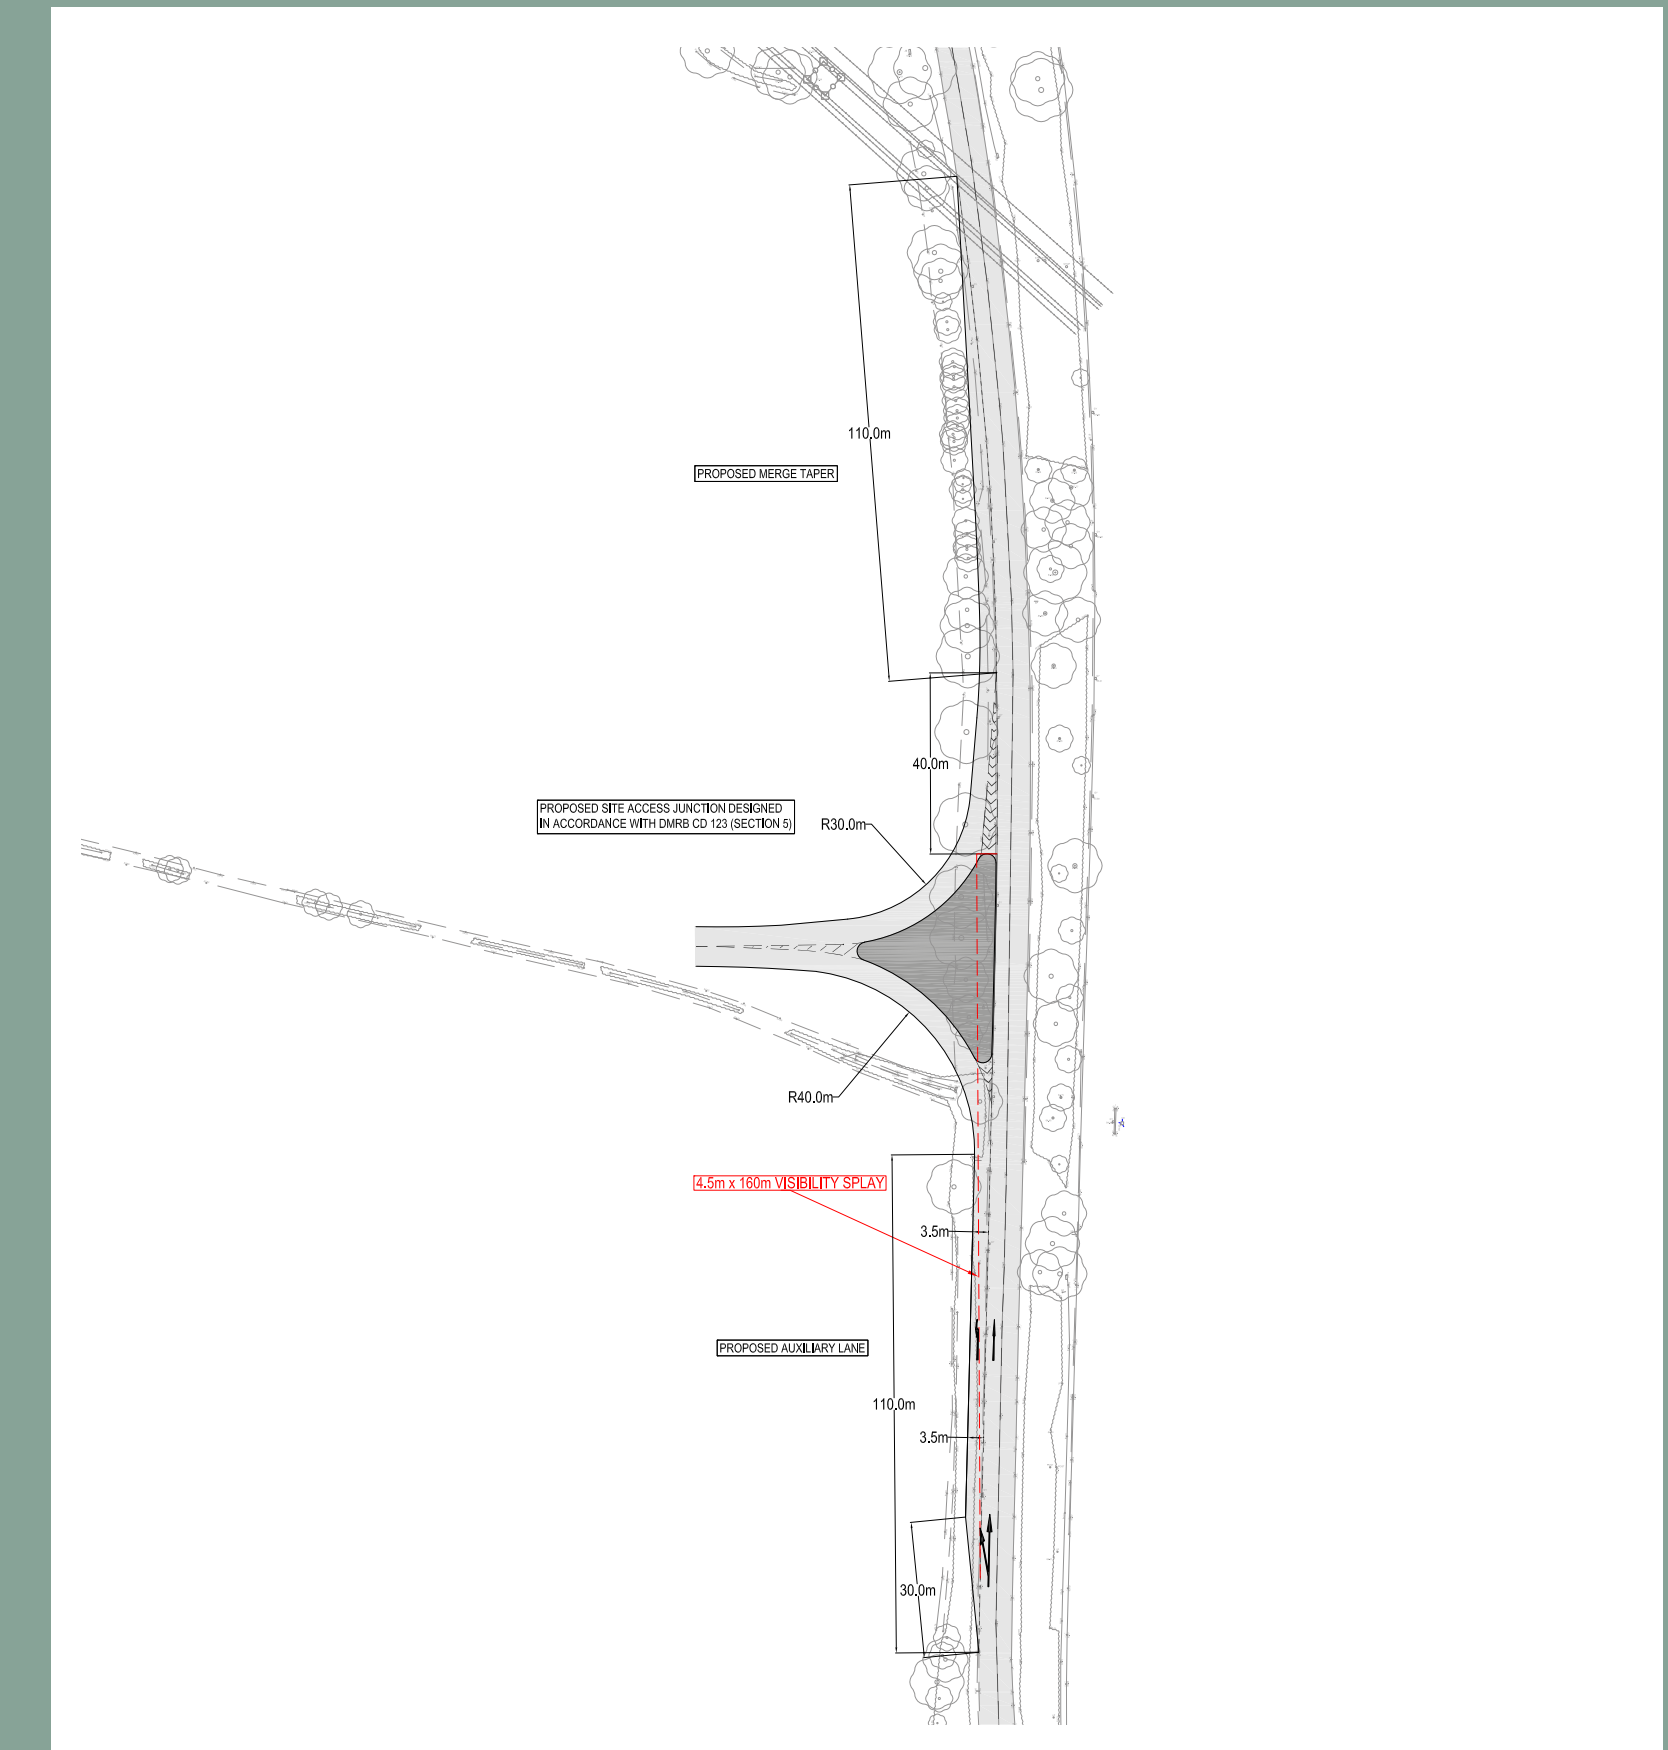 110.0m
PROPOSED MERGE TAPER
40.0m
PROPOSED SITE ACCESS JUNCTION DESIGNED
IN ACCORDANCE WITH DMRB CD 123 (SECTION 5)
R30.0m
R40.0m
4.5m x 160m VISIBILITY SPLAY
3.5m
PROPOSED AUXILIARY LANE
110.0m
3.5m
30.0m